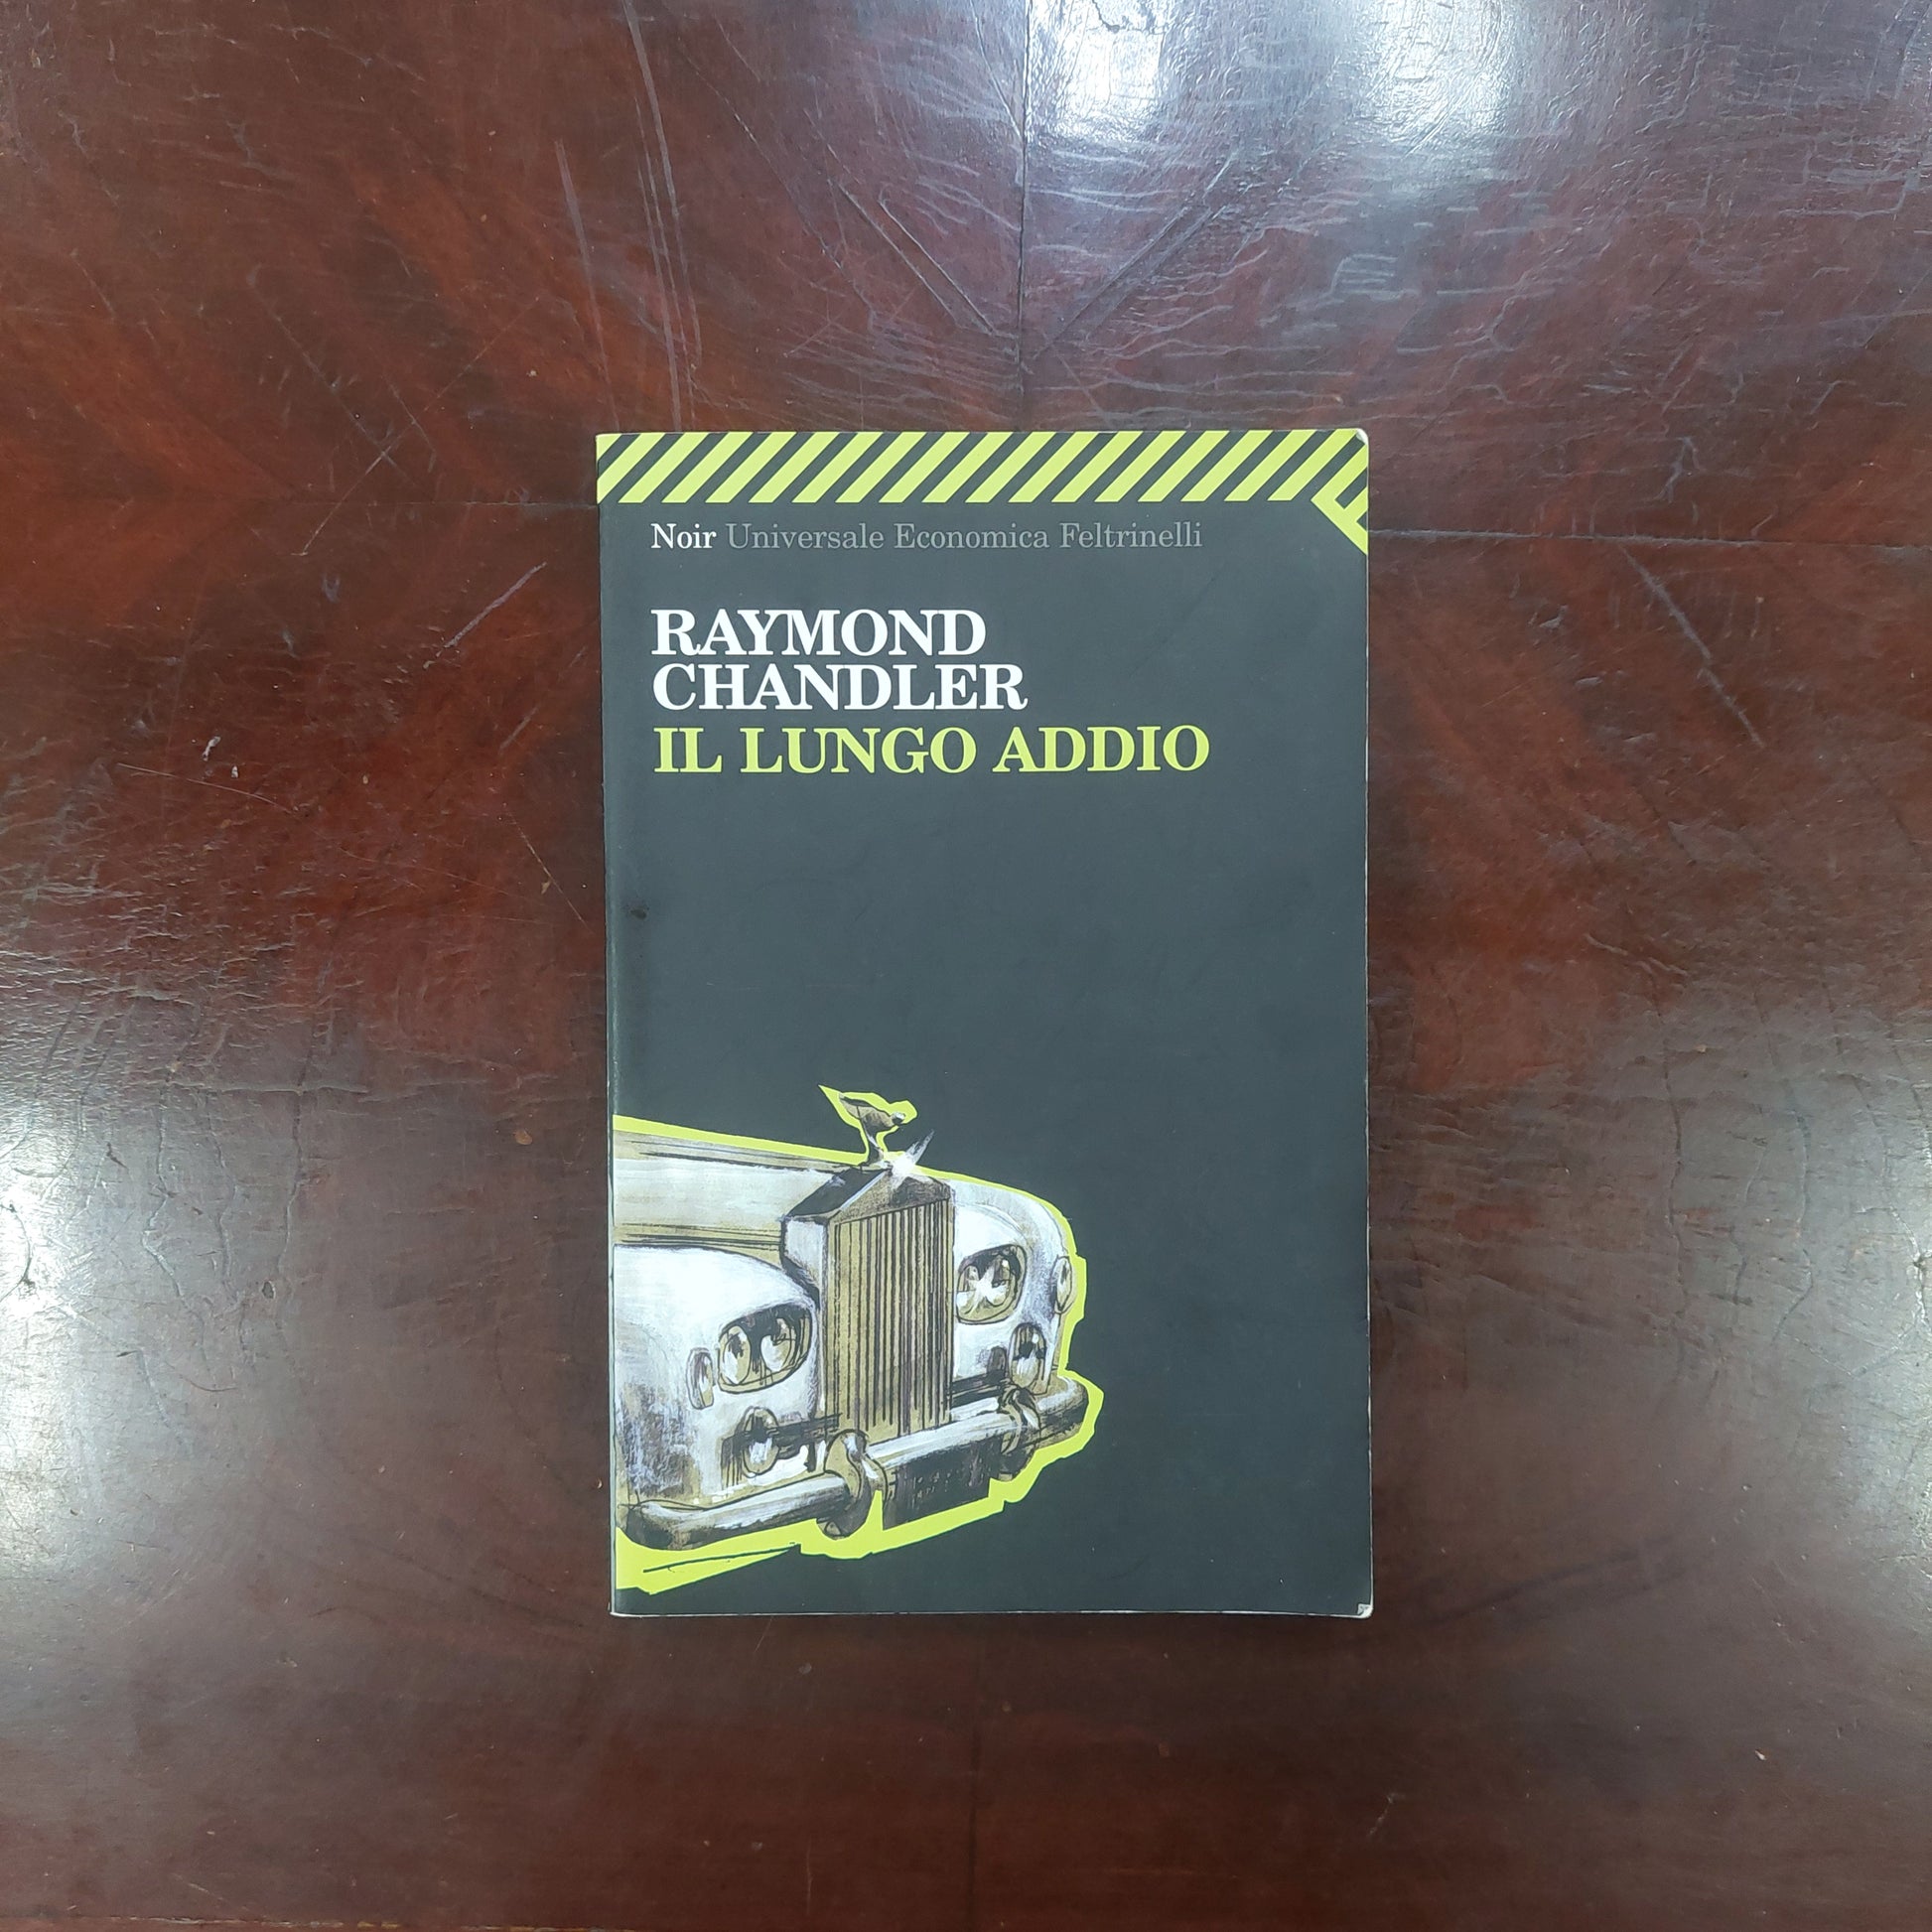 Noir Universale Economica Feltrinelli
RAYMOND
CHANDLER
IL LUNGO ADDIO